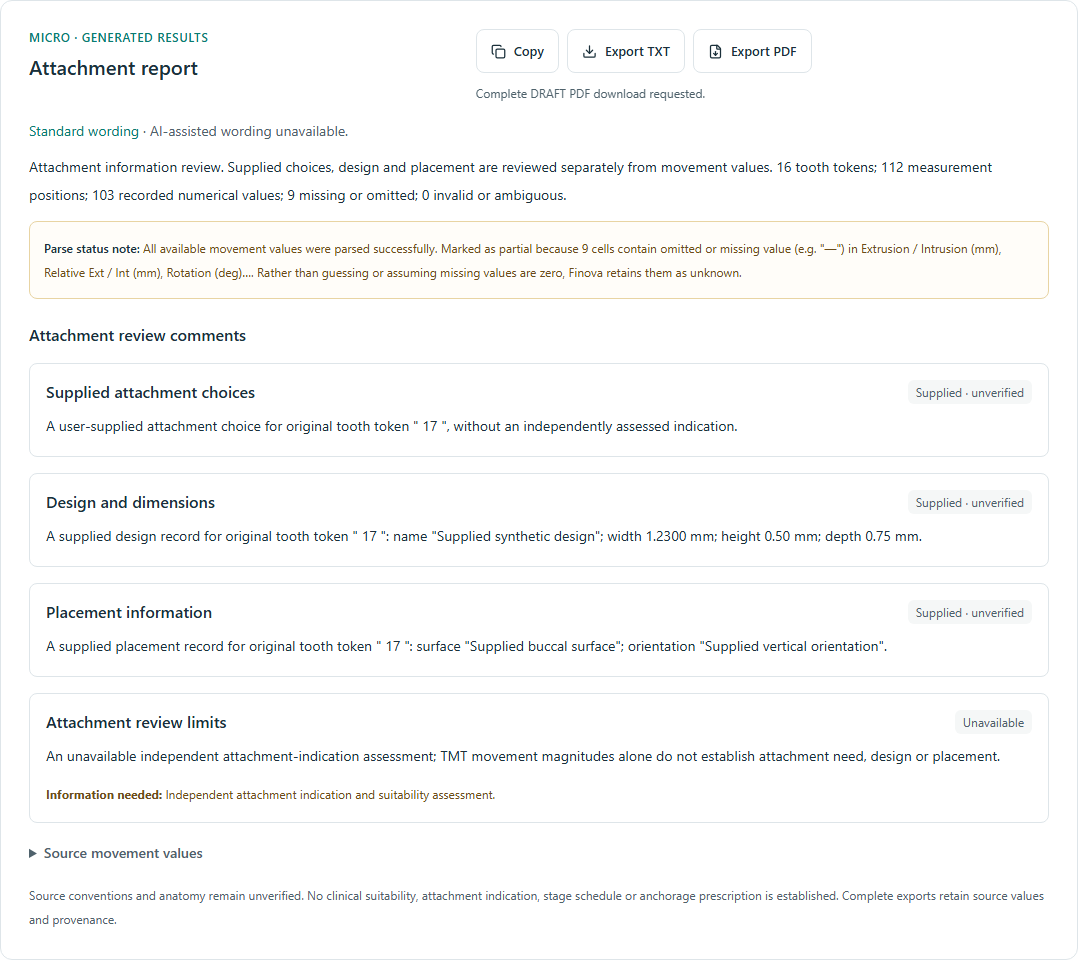 MICRO · GENERATED RESULTS
Attachment report
Copy
Export TXT
Export PDF
Complete DRAFT PDF download requested.
Standard wording · AI-assisted wording unavailable.
Attachment information review. Supplied choices, design and placement are reviewed separately from movement values. 16 tooth tokens; 112 measurement
positions; 103 recorded numerical values; 9 missing or omitted; 0 invalid or ambiguous.
Parse status note: All available movement values were parsed successfully. Marked as partial because 9 cells contain omitted or missing value (e.g. "—") in Extrusion / Intrusion (mm),
Relative Ext / Int (mm), Rotation (deg).... Rather than guessing or assuming missing values are zero, Finova retains them as unknown.
Attachment review comments
Supplied attachment choices
Supplied · unverified
A user-supplied attachment choice for original tooth token " 17 ", without an independently assessed indication.
Design and dimensions
Supplied · unverified
A supplied design record for original tooth token " 17 ": name "Supplied synthetic design"; width 1.2300 mm; height 0.50 mm; depth 0.75 mm.
Placement information
Supplied · unverified
A supplied placement record for original tooth token " 17 ": surface "Supplied buccal surface"; orientation "Supplied vertical orientation".
Attachment review limits
Unavailable
An unavailable independent attachment-indication assessment; TMT movement magnitudes alone do not establish attachment need, design or placement.
Information needed: Independent attachment indication and suitability assessment.
Source movement values
Source conventions and anatomy remain unverified. No clinical suitability, attachment indication, stage schedule or anchorage prescription is established. Complete exports retain source values
and provenance.